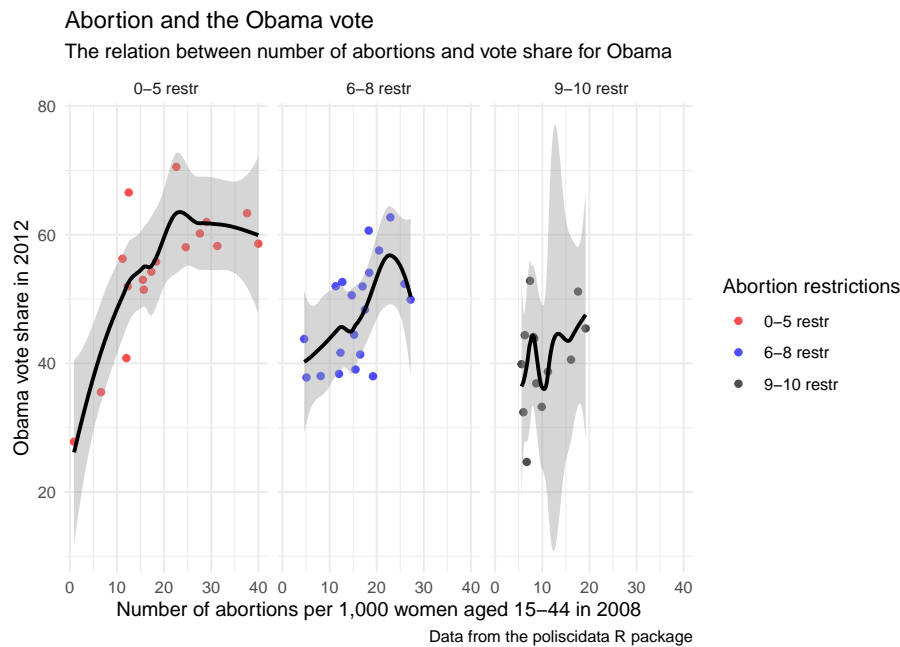 Abortion and the Obama vote
The relation between number of abortions and vote share for Obama
0−5 restr
6−8 restr
9−10 restr
80
60
40
20
Obama vote share in 2012
0 10 20 30 40
0 10 20 30 40
0 10 20 30 40
Number of abortions per 1,000 women aged 15−44 in 2008
Data from the poliscidata R package
Abortion restrictions
0−5 restr
6−8 restr
9−10 restr